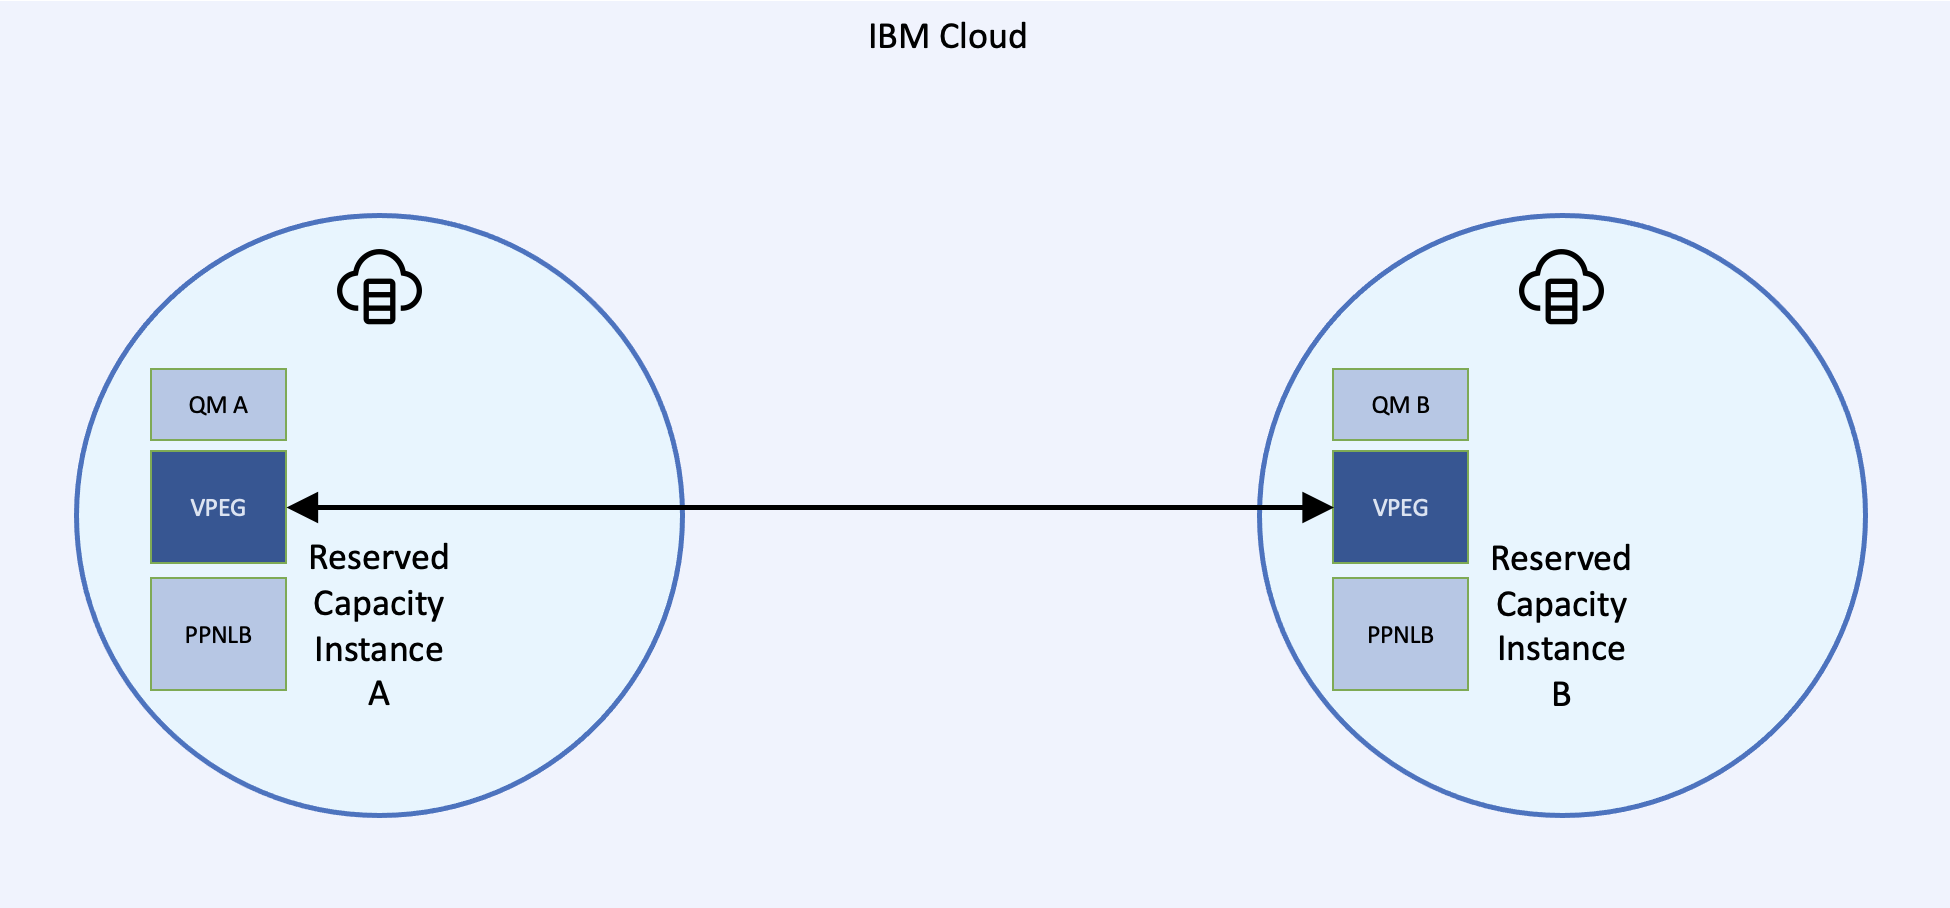 IBM Cloud
QM A
VPEG
PPNLB
Reserved
Capacity
Instance
A
QM B
VPEG
PPNLB
Reserved
Capacity
Instance
B